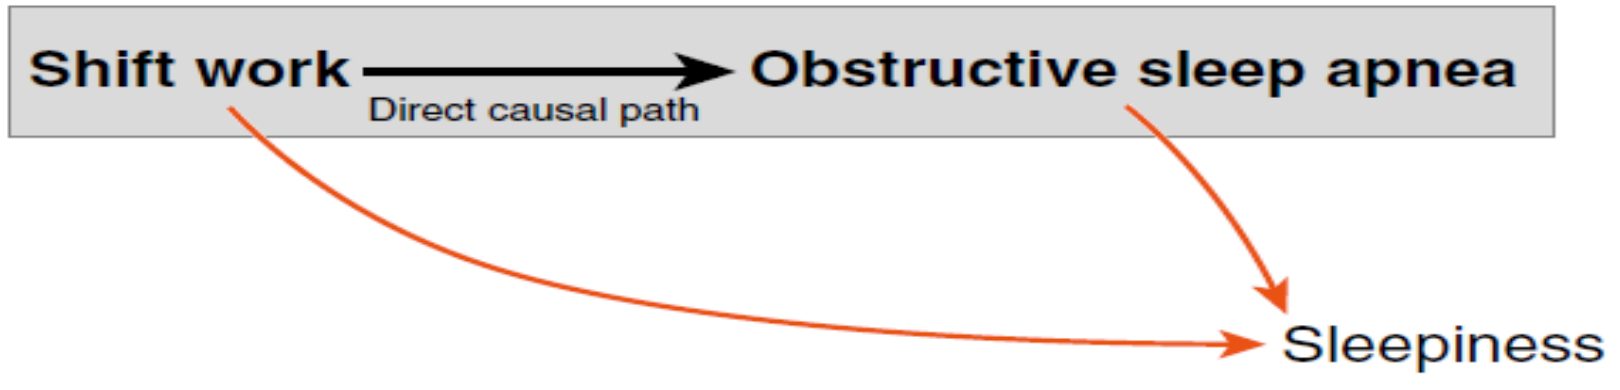 Shift work
Obstructive sleep apnea
Direct causal path
Sleepiness